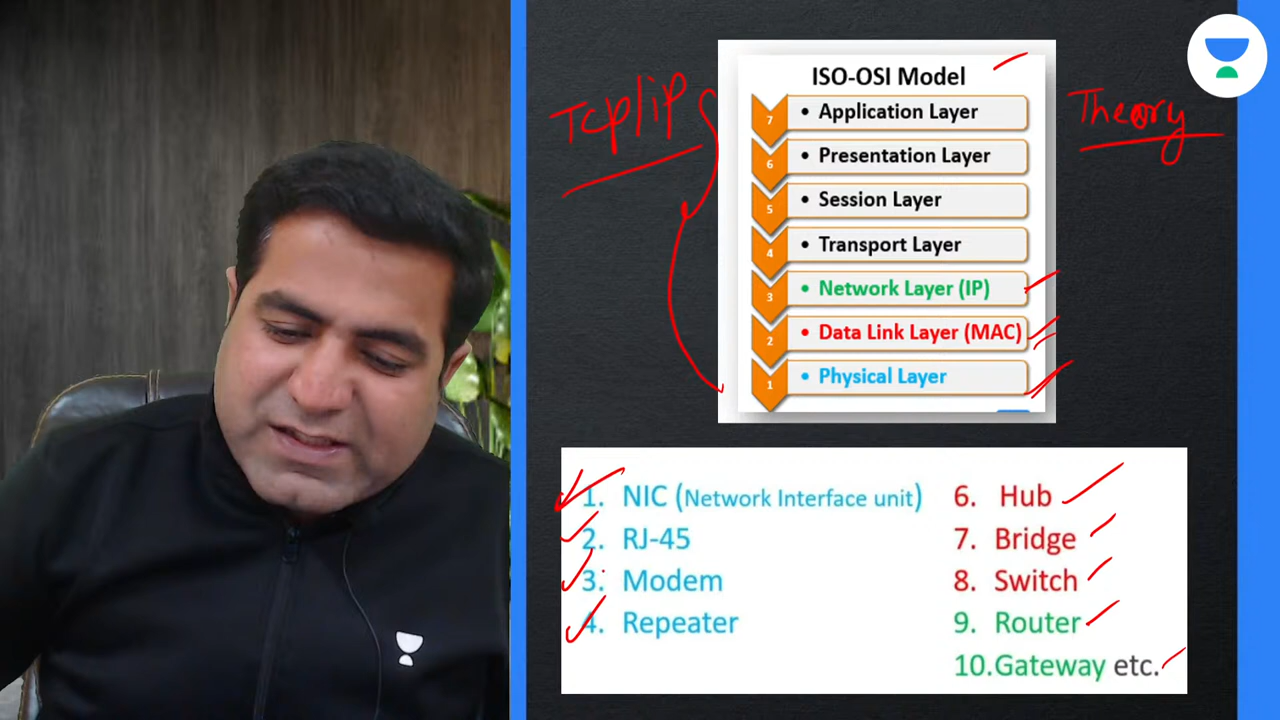 Tcp/ip
Theory
ISO-OSI Model
7 • Application Layer
6 • Presentation Layer
5 • Session Layer
4 • Transport Layer
3 • Network Layer (IP)
2 • Data Link Layer (MAC)
1 • Physical Layer
1. NIC (Network Interface unit)
2. RJ-45
3. Modem
4. Repeater
6. Hub
7. Bridge
8. Switch
9. Router
10.Gateway etc.